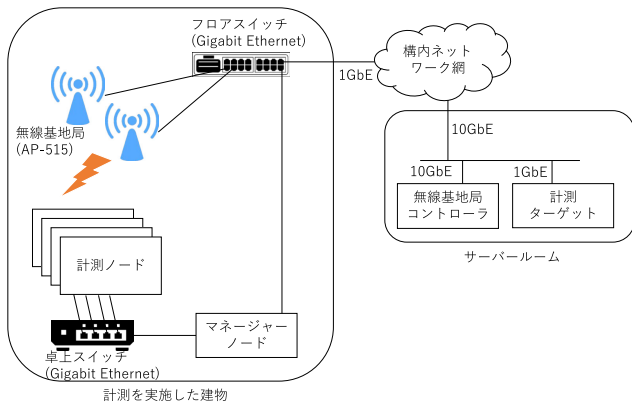 フロアスイッチ
(Gigabit Ethernet)
構内ネット
ワーク網
1GbE
無線基地局
(AP-515)
10GbE
10GbE
1GbE
無線基地局
コントローラ
計測
ターゲット
サーバールーム
計測ノード
マネージャー
ノード
卓上スイッチ
(Gigabit Ethernet)
計測を実施した建物